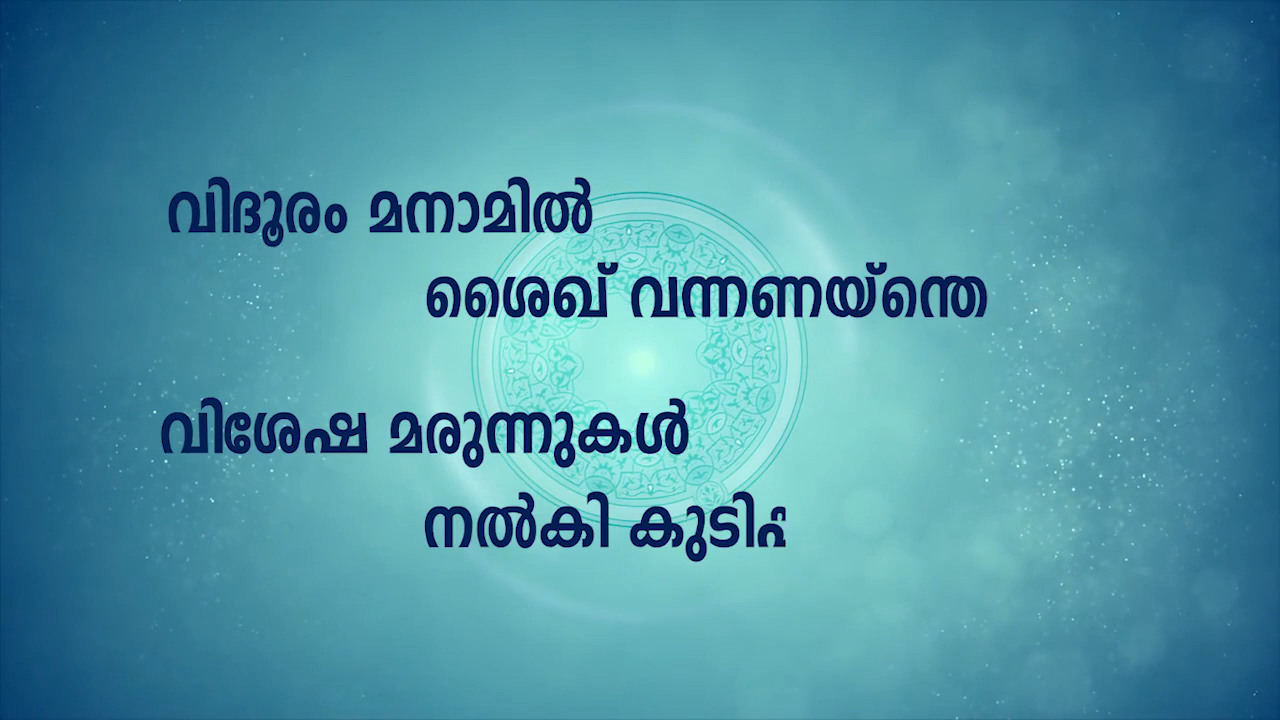 വിദൂരം മനാമിൽ
ശൈഖ് വന്നണയ്ന്തെ
വിശേഷ മരുന്നുകൾ
നൽകി